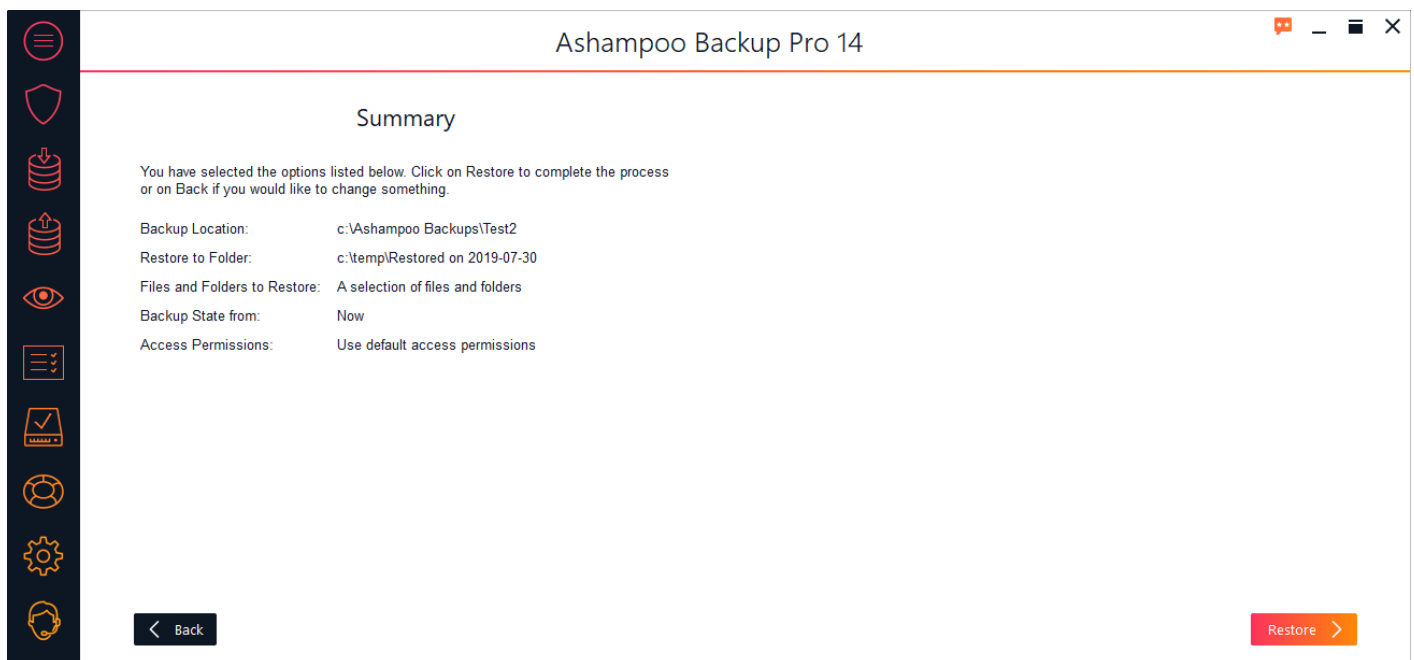 Ashampoo Backup Pro 14
Summary
You have selected the options listed below. Click on Restore to complete the process
or on Back if you would like to change something.
Backup Location: c:\Ashampoo Backups\Test2
Restore to Folder: c:\temp\Restored on 2019-07-30
Files and Folders to Restore: A selection of files and folders
Backup State from: Now
Access Permissions: Use default access permissions
Back
Restore